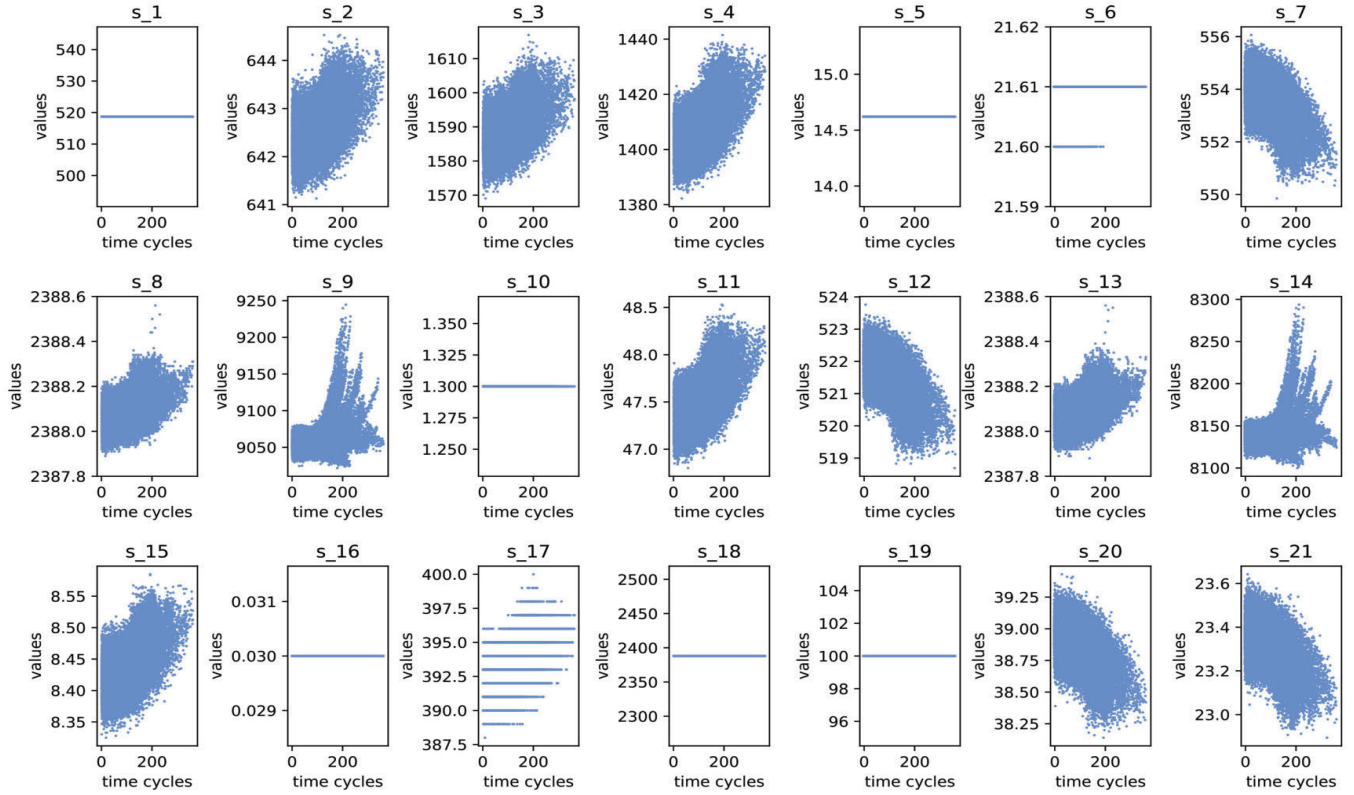 s_1 s_2 s_3 s_4 s_5 s_6 s_7
values values values values values values values
540 530 520 510 500
644 643 642 641
1610 1600 1590 1580 1570
1440 1420 1400 1380
15.0 14.5 14.0
21.62 21.61 21.60 21.59
556 554 552 550
0 200 0 200 0 200 0 200 0 200 0 200 0 200
time cycles time cycles time cycles time cycles time cycles time cycles time cycles
s_8 s_9 s_10 s_11 s_12 s_13 s_14
values values values values values values values
2388.6 2388.4 2388.2 2388.0 2387.8
9250 9200 9150 9100 9050
1.350 1.325 1.300 1.275 1.250
48.5 48.0 47.5 47.0
524 523 522 521 520 519
2388.6 2388.4 2388.2 2388.0 2387.8
8300 8250 8200 8150 8100
0 200 0 200 0 200 0 200 0 200 0 200 0 200
time cycles time cycles time cycles time cycles time cycles time cycles time cycles
s_15 s_16 s_17 s_18 s_19 s_20 s_21
values values values values values values values
8.55 8.50 8.45 8.40 8.35
0.031 0.030 0.029
400.0 397.5 395.0 392.5 390.0 387.5
2500 2450 2400 2350 2300
104 102 100 98 96
39.25 39.00 38.75 38.50 38.25
23.6 23.4 23.2 23.0
0 200 0 200 0 200 0 200 0 200 0 200 0 200
time cycles time cycles time cycles time cycles time cycles time cycles time cycles